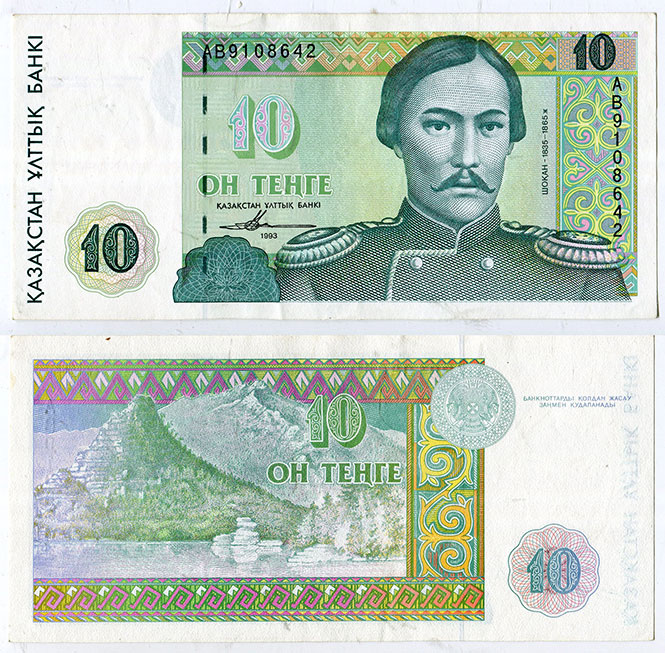 ҚАЗАҚСТАН ҰЛТТЫҚ БАНКІ
АВ9108642
10
10
ОН ТЕҢГЕ
ҚАЗАҚСТАН ҰЛТТЫҚ БАНКІ
1993
10
ШОҚАН · 1835–1865 ж
АВ9108642
10
ОН ТЕҢГЕ
БАНКНОТТАРДЫ ҚОЛДАН ЖАСАУ
ЗАҢМЕН ҚУДАЛАНАДЫ
10